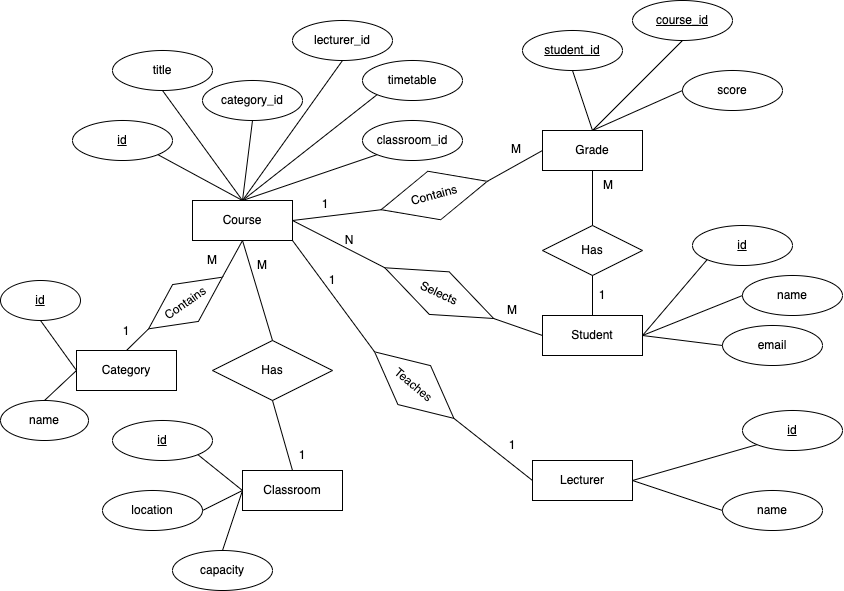 course_id
lecturer_id
student_id
title
timetable
score
category_id
id
classroom_id
M
Grade
Contains
M
1
Course
N
id
Has
M
M
1
Selects
id
Contains
1
name
M
1
Student
email
Category
Has
Teaches
name
id
1
1
id
Classroom
Lecturer
location
name
capacity